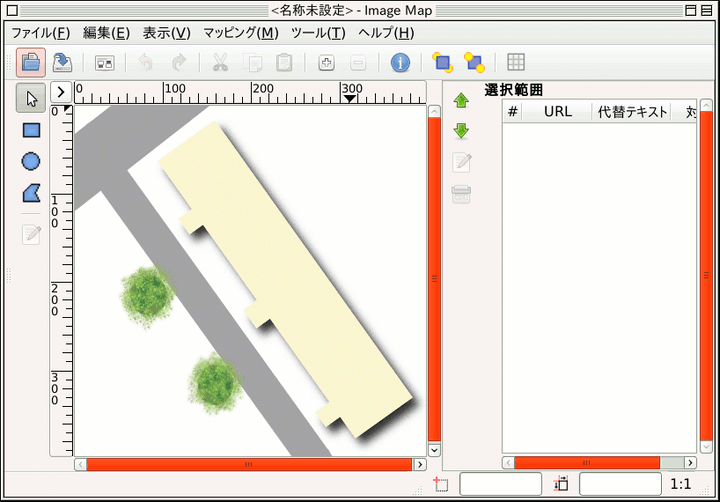 <名称未設定> - Image Map
ファイル(F) 編集(E) 表示(V) マッピング(M) ツール(T) ヘルプ(H)
選択範囲
# URL 代替テキスト 対
0 100 200 300
0
100
200
300
1:1